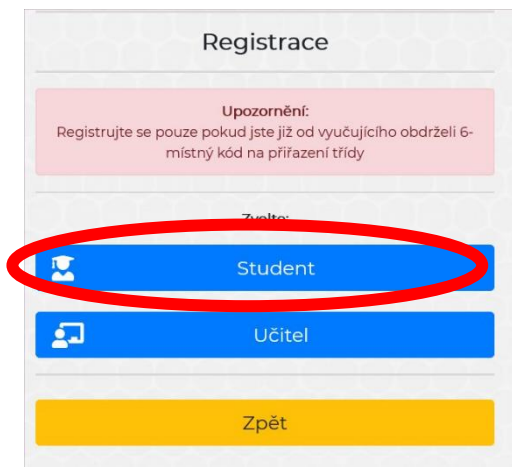 Registrace
Upozornění:
Registrujte se pouze pokud jste již od vyučujícího obdrželi 6-
místný kód na přiřazení třídy
Zvolte:
Student
Učitel
Zpět